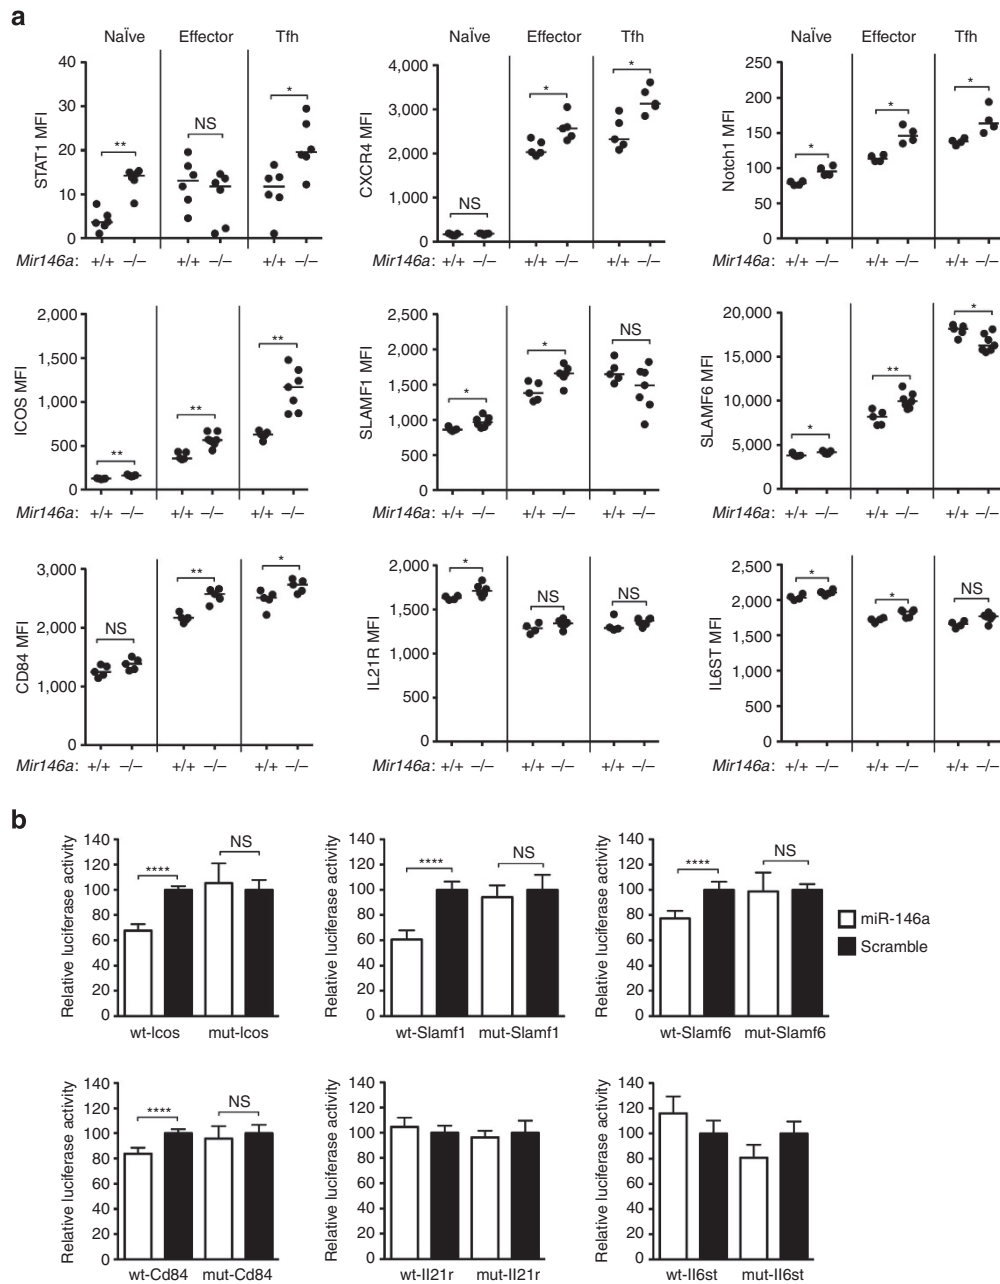 a
NaÏve Effector Tfh
NaÏve Effector Tfh
NaÏve Effector Tfh
STAT1 MFI
40
30
20
10
0
** NS *
Mir146a: +/+ –/– +/+ –/– +/+ –/–
CXCR4 MFI
4,000
3,000
2,000
1,000
0
NS * *
Mir146a: +/+ –/– +/+ –/– +/+ –/–
Notch1 MFI
250
200
150
100
50
0
* * *
Mir146a: +/+ –/– +/+ –/– +/+ –/–
ICOS MFI
2,000
1,500
1,000
500
0
** ** **
Mir146a: +/+ –/– +/+ –/– +/+ –/–
SLAMF1 MFI
2,500
2,000
1,500
1,000
500
0
* * NS
Mir146a: +/+ –/– +/+ –/– +/+ –/–
SLAMF6 MFI
20,000
15,000
10,000
5,000
0
* ** *
Mir146a: +/+ –/– +/+ –/– +/+ –/–
CD84 MFI
3,000
2,000
1,000
0
NS ** *
Mir146a: +/+ –/– +/+ –/– +/+ –/–
IL21R MFI
2,000
1,500
1,000
500
0
* NS NS
Mir146a: +/+ –/– +/+ –/– +/+ –/–
IL6ST MFI
2,500
2,000
1,500
1,000
500
0
* * NS
Mir146a: +/+ –/– +/+ –/– +/+ –/–
b
Relative luciferase activity
140
120
100
80
60
40
20
0
**** NS
wt-Icos mut-Icos
Relative luciferase activity
140
120
100
80
60
40
20
0
**** NS
wt-Slamf1 mut-Slamf1
Relative luciferase activity
140
120
100
80
60
40
20
0
**** NS
wt-Slamf6 mut-Slamf6
miR-146a
Scramble
Relative luciferase activity
140
120
100
80
60
40
20
0
**** NS
wt-Cd84 mut-Cd84
Relative luciferase activity
140
120
100
80
60
40
20
0
wt-Il21r mut-Il21r
Relative luciferase activity
140
120
100
80
60
40
20
0
wt-Il6st mut-Il6st